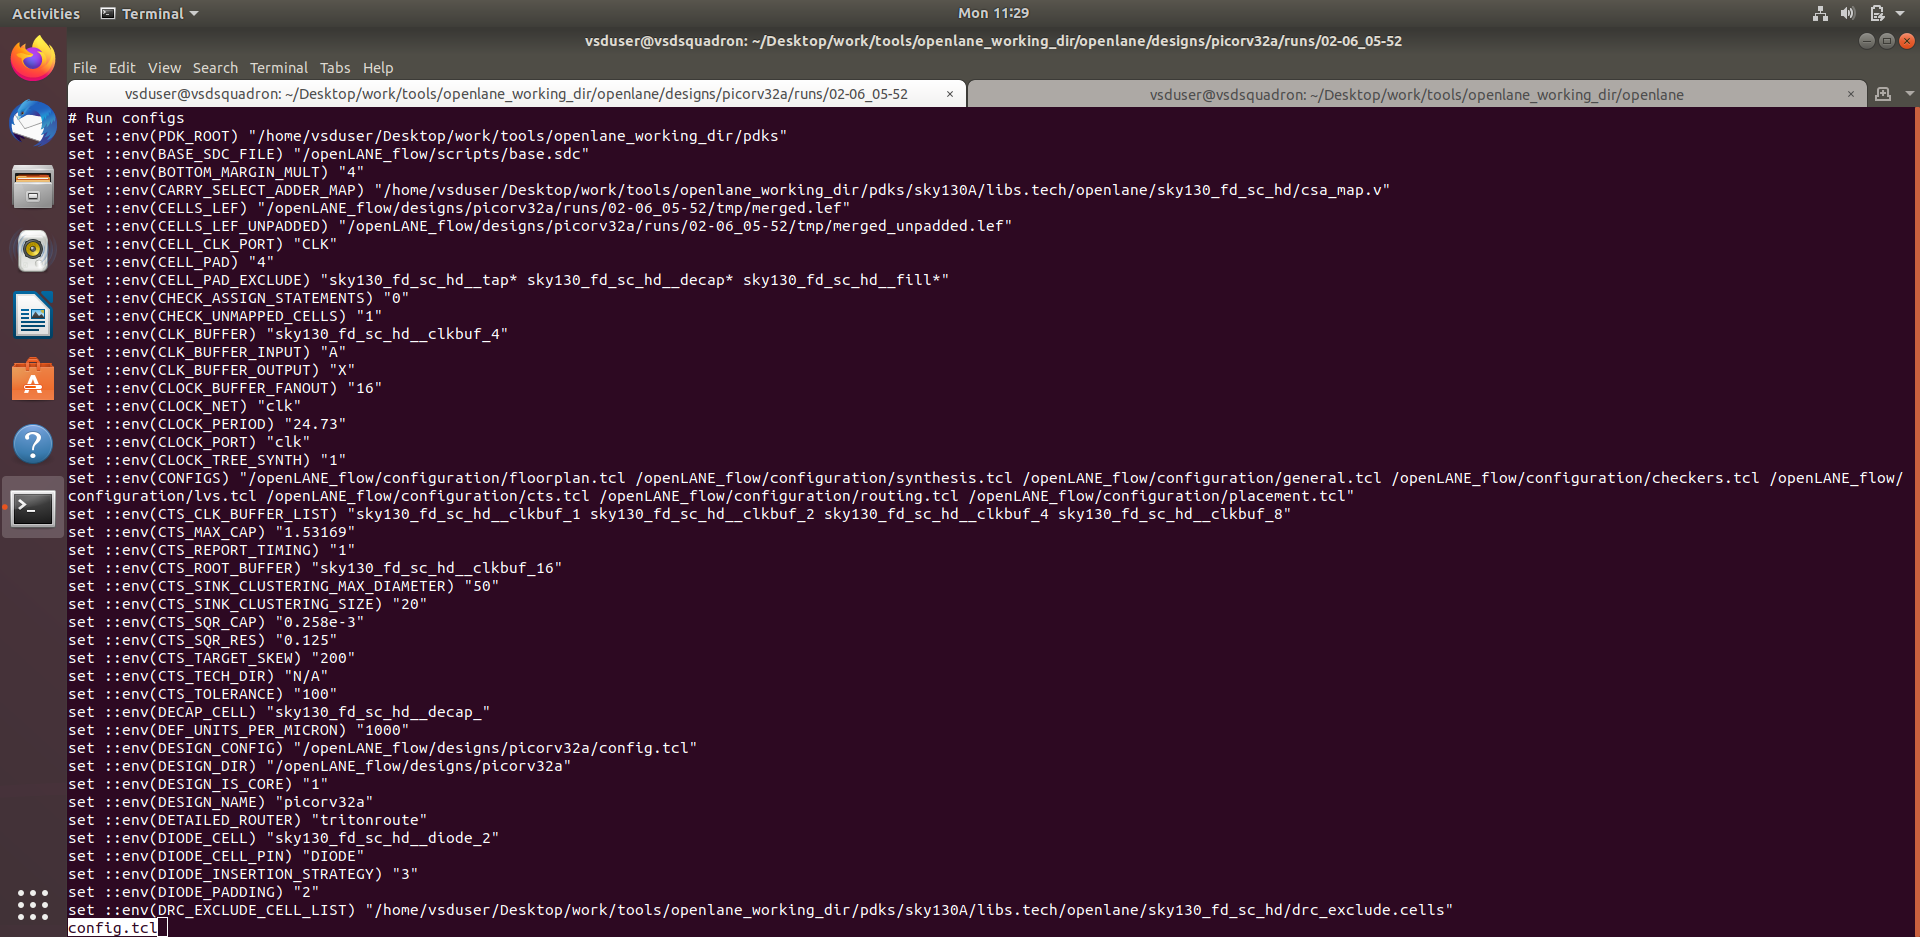 Activities
Terminal
Mon 11:29
vsduser@vsdsquadron: ~/Desktop/work/tools/openlane_working_dir/openlane/designs/picorv32a/runs/02-06_05-52
File Edit View Search Terminal Tabs Help
vsduser@vsdsquadron: ~/Desktop/work/tools/openlane_working_dir/openlane/designs/picorv32a/runs/02-06_05-52 ×
vsduser@vsdsquadron: ~/Desktop/work/tools/openlane_working_dir/openlane ×
# Run configs
set ::env(PDK_ROOT) "/home/vsduser/Desktop/work/tools/openlane_working_dir/pdks"
set ::env(BASE_SDC_FILE) "/openLANE_flow/scripts/base.sdc"
set ::env(BOTTOM_MARGIN_MULT) "4"
set ::env(CARRY_SELECT_ADDER_MAP) "/home/vsduser/Desktop/work/tools/openlane_working_dir/pdks/sky130A/libs.tech/openlane/sky130_fd_sc_hd/csa_map.v"
set ::env(CELLS_LEF) "/openLANE_flow/designs/picorv32a/runs/02-06_05-52/tmp/merged.lef"
set ::env(CELLS_LEF_UNPADDED) "/openLANE_flow/designs/picorv32a/runs/02-06_05-52/tmp/merged_unpadded.lef"
set ::env(CELL_CLK_PORT) "CLK"
set ::env(CELL_PAD) "4"
set ::env(CELL_PAD_EXCLUDE) "sky130_fd_sc_hd__tap* sky130_fd_sc_hd__decap* sky130_fd_sc_hd__fill*"
set ::env(CHECK_ASSIGN_STATEMENTS) "0"
set ::env(CHECK_UNMAPPED_CELLS) "1"
set ::env(CLK_BUFFER) "sky130_fd_sc_hd__clkbuf_4"
set ::env(CLK_BUFFER_INPUT) "A"
set ::env(CLK_BUFFER_OUTPUT) "X"
set ::env(CLOCK_BUFFER_FANOUT) "16"
set ::env(CLOCK_NET) "clk"
set ::env(CLOCK_PERIOD) "24.73"
set ::env(CLOCK_PORT) "clk"
set ::env(CLOCK_TREE_SYNTH) "1"
set ::env(CONFIGS) "/openLANE_flow/configuration/floorplan.tcl /openLANE_flow/configuration/synthesis.tcl /openLANE_flow/configuration/general.tcl /openLANE_flow/configuration/checkers.tcl /openLANE_flow/
configuration/lvs.tcl /openLANE_flow/configuration/cts.tcl /openLANE_flow/configuration/routing.tcl /openLANE_flow/configuration/placement.tcl"
set ::env(CTS_CLK_BUFFER_LIST) "sky130_fd_sc_hd__clkbuf_1 sky130_fd_sc_hd__clkbuf_2 sky130_fd_sc_hd__clkbuf_4 sky130_fd_sc_hd__clkbuf_8"
set ::env(CTS_MAX_CAP) "1.53169"
set ::env(CTS_REPORT_TIMING) "1"
set ::env(CTS_ROOT_BUFFER) "sky130_fd_sc_hd__clkbuf_16"
set ::env(CTS_SINK_CLUSTERING_MAX_DIAMETER) "50"
set ::env(CTS_SINK_CLUSTERING_SIZE) "20"
set ::env(CTS_SQR_CAP) "0.258e-3"
set ::env(CTS_SQR_RES) "0.125"
set ::env(CTS_TARGET_SKEW) "200"
set ::env(CTS_TECH_DIR) "N/A"
set ::env(CTS_TOLERANCE) "100"
set ::env(DECAP_CELL) "sky130_fd_sc_hd__decap_"
set ::env(DEF_UNITS_PER_MICRON) "1000"
set ::env(DESIGN_CONFIG) "/openLANE_flow/designs/picorv32a/config.tcl"
set ::env(DESIGN_DIR) "/openLANE_flow/designs/picorv32a"
set ::env(DESIGN_IS_CORE) "1"
set ::env(DESIGN_NAME) "picorv32a"
set ::env(DETAILED_ROUTER) "tritonroute"
set ::env(DIODE_CELL) "sky130_fd_sc_hd__diode_2"
set ::env(DIODE_CELL_PIN) "DIODE"
set ::env(DIODE_INSERTION_STRATEGY) "3"
set ::env(DIODE_PADDING) "2"
set ::env(DRC_EXCLUDE_CELL_LIST) "/home/vsduser/Desktop/work/tools/openlane_working_dir/pdks/sky130A/libs.tech/openlane/sky130_fd_sc_hd/drc_exclude.cells"
config.tcl